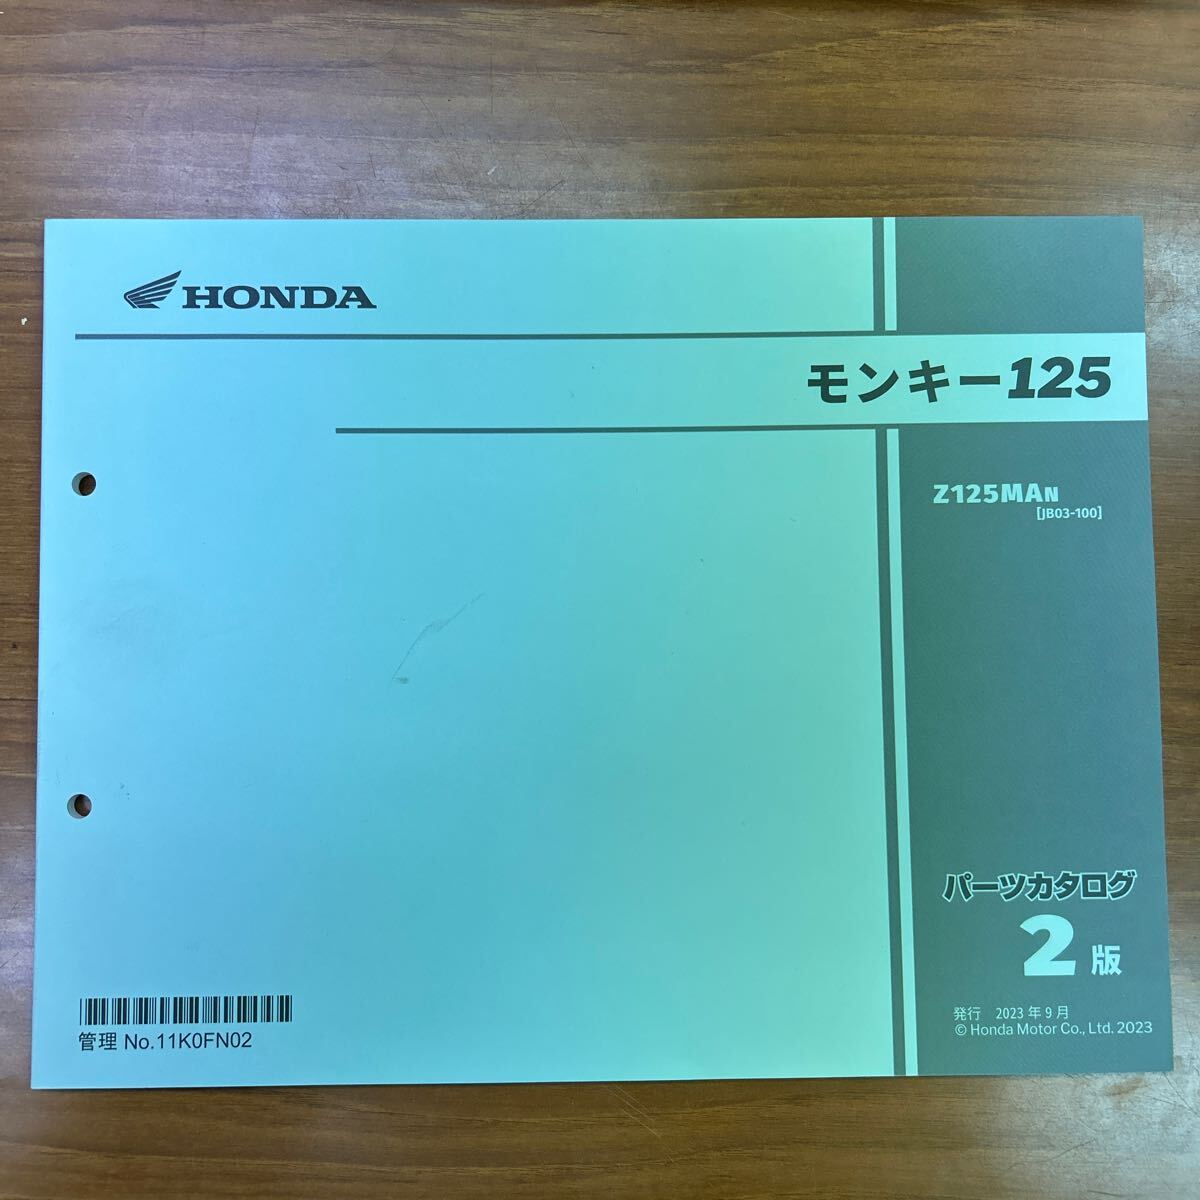 HONDA
モンキー125
Z125MAN
[JB03-100]
パーツカタログ
2版
発行 2023年9月
© Honda Motor Co., Ltd. 2023
管理 No.11K0FN02